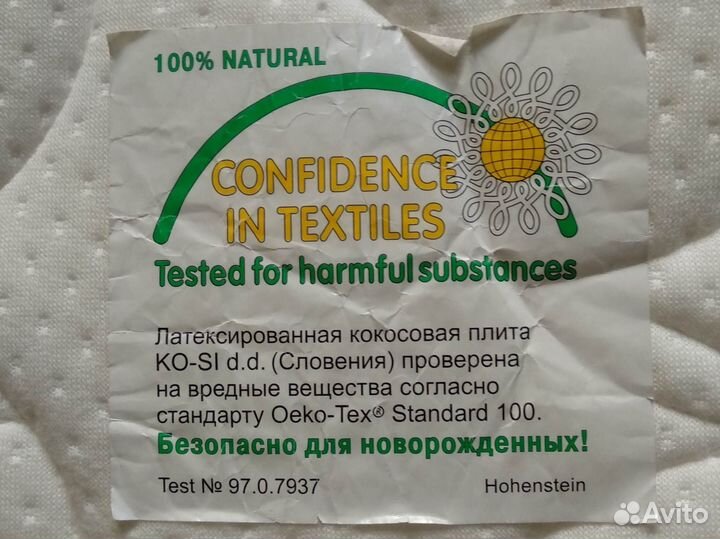 100% NATURAL
CONFIDENCE
IN TEXTILES
Tested for harmful substances
Латексированная кокосовая плита
KO-SI d.d. (Словения) проверена
на вредные вещества согласно
стандарту Oeko-Tex® Standard 100.
Безопасно для новорожденных!
Test № 97.0.7937 Hohenstein
Avito